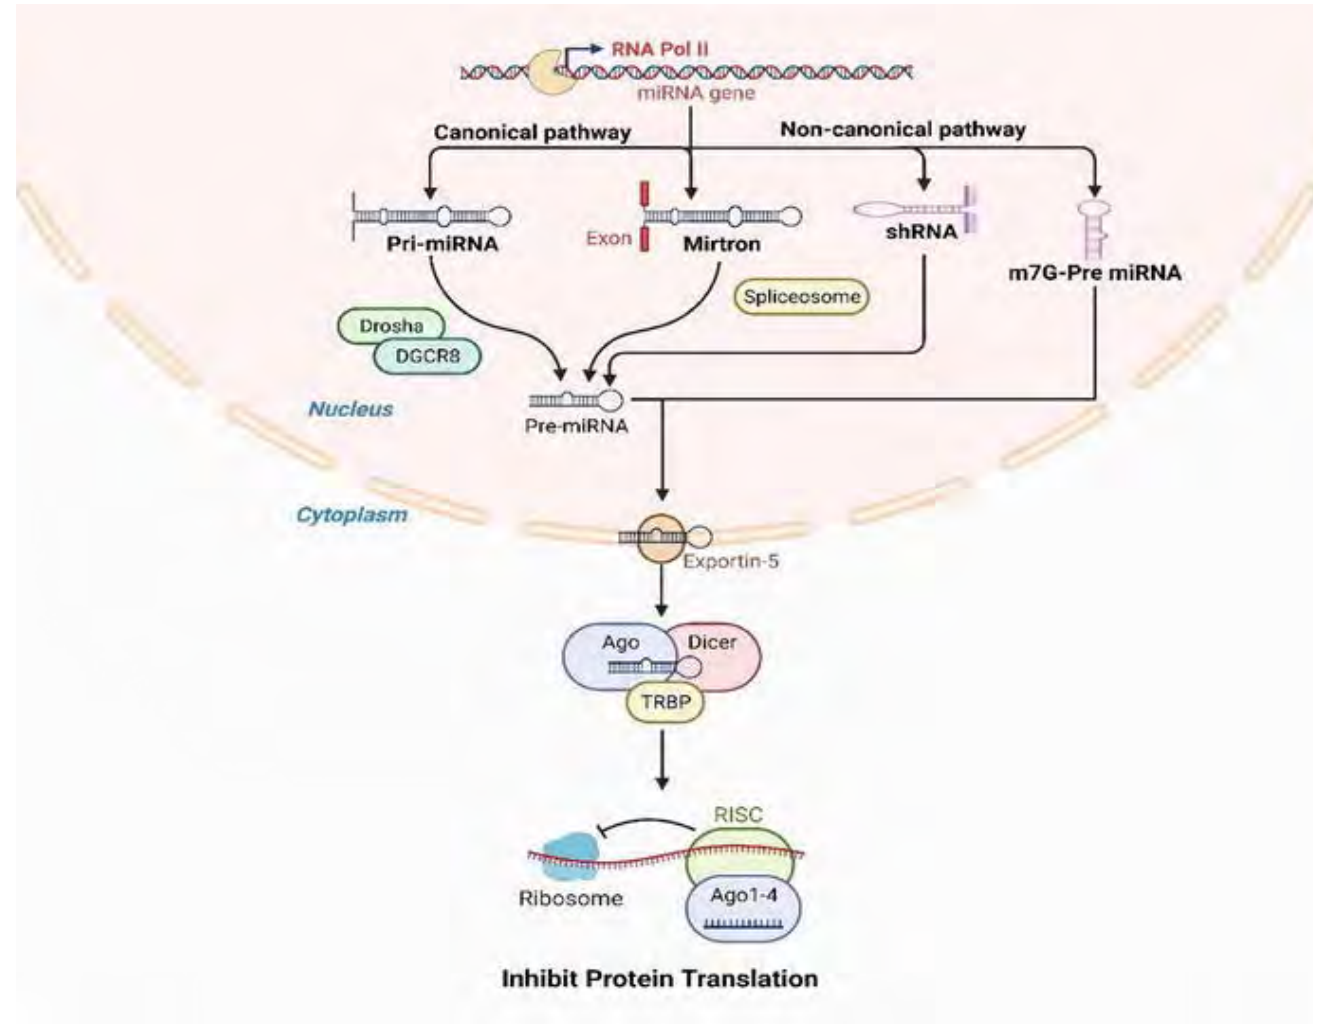 RNA Pol II
miRNA gene
Canonical pathway
Non-canonical pathway
Pri-miRNA
Exon
Mirtron
shRNA
m7G-Pre miRNA
Spliceosome
Drosha
DGCR8
Nucleus
Pre-miRNA
Cytoplasm
Exportin-5
Ago
Dicer
TRBP
RISC
Ribosome
Ago1-4
Inhibit Protein Translation